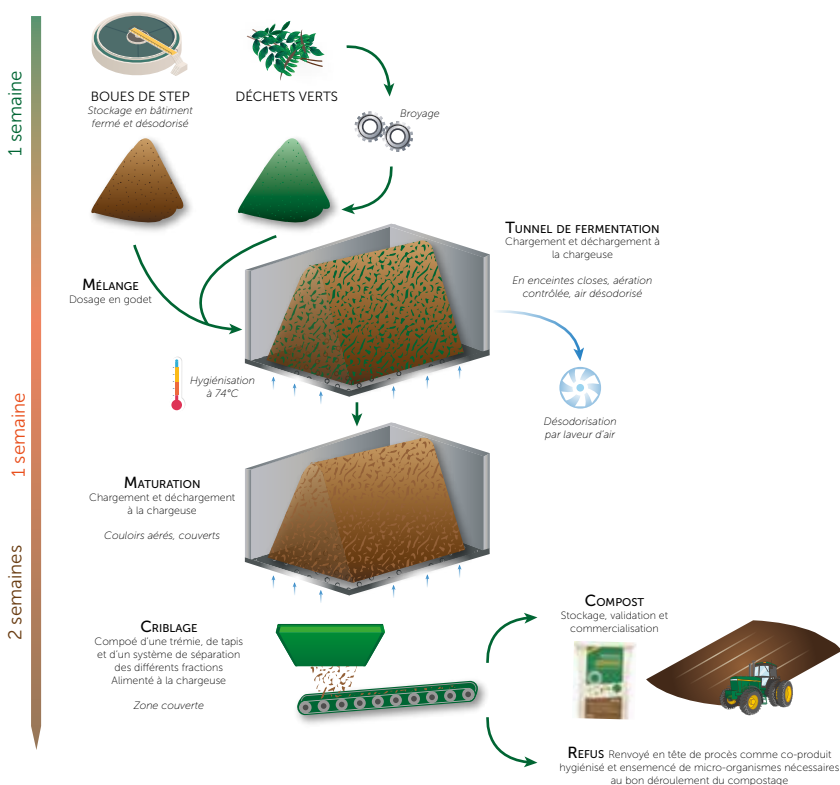 1 semaine
BOUES DE STEP
Stockage en bâtiment
fermé et désodorisé
DÉCHETS VERTS
Broyage
TUNNEL DE FERMENTATION
Chargement et déchargement à
la chargeuse
En enceintes closes, aération
contrôlée, air désodorisé
MÉLANGE
Dosage en godet
Hygiénisation
à 74°C
Désodorisation
par laveur d'air
1 semaine
MATURATION
Chargement et déchargement
à la chargeuse
Couloirs aérés, couverts
2 semaines
CRIBLAGE
Compoé d'une trémie, de tapis
et d'un système de séparation
des différents fractions
Alimenté à la chargeuse
Zone couverte
COMPOST
Stockage, validation et
commercialisation
REFUS Renvoyé en tête de procès comme co-produit
hygiénisé et ensemencé de micro-organismes nécessaires
au bon déroulement du compostage